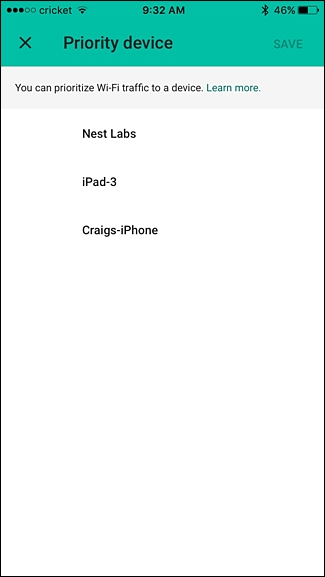 cricket 9:32 AM 46%
Priority device SAVE
You can prioritize Wi-Fi traffic to a device. Learn more.
Nest Labs
iPad-3
Craigs-iPhone